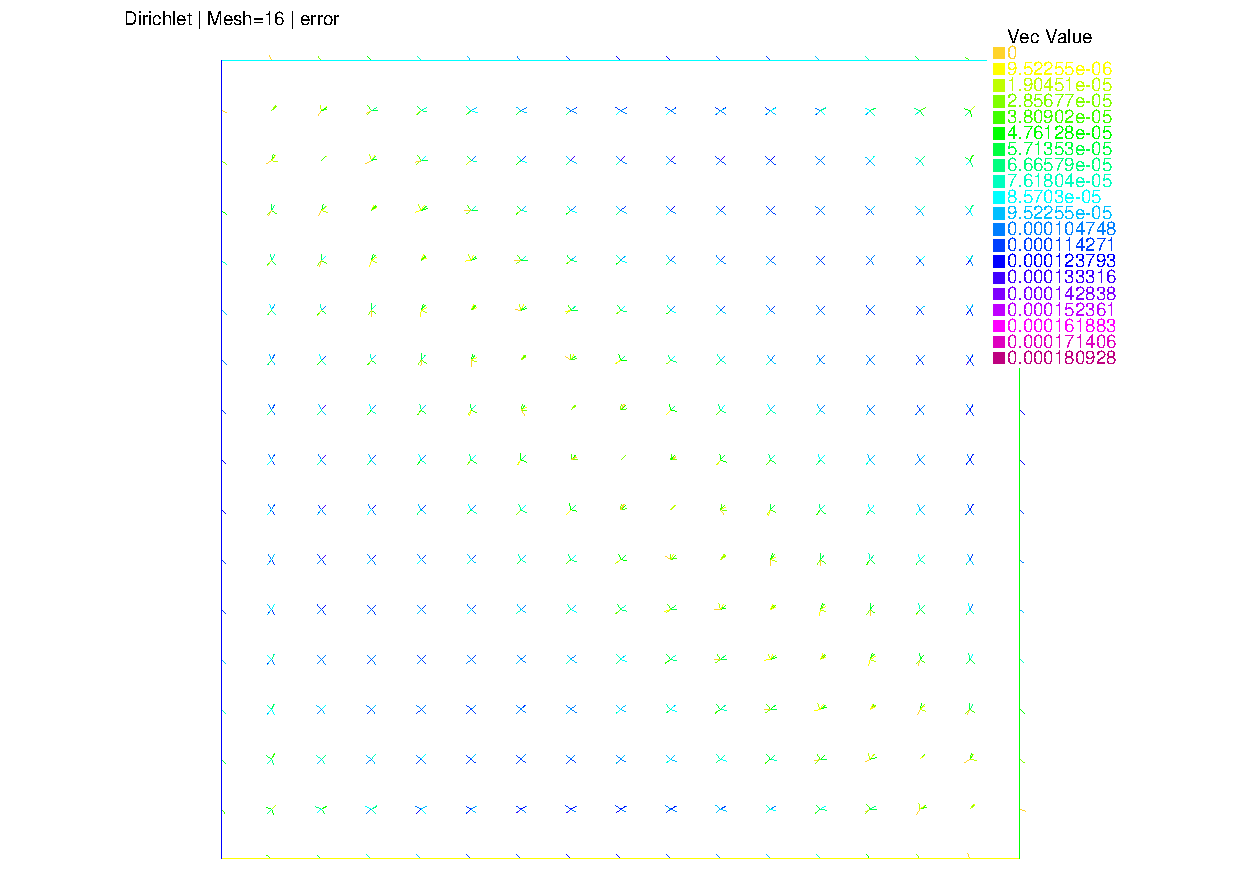 Dirichlet | Mesh=16 | error
Vec Value
0
9.52255e-06
1.90451e-05
2.85677e-05
3.80902e-05
4.76128e-05
5.71353e-05
6.66579e-05
7.61804e-05
8.5703e-05
9.52255e-05
0.000104748
0.000114271
0.000123793
0.000133316
0.000142838
0.000152361
0.000161883
0.000171406
0.000180928